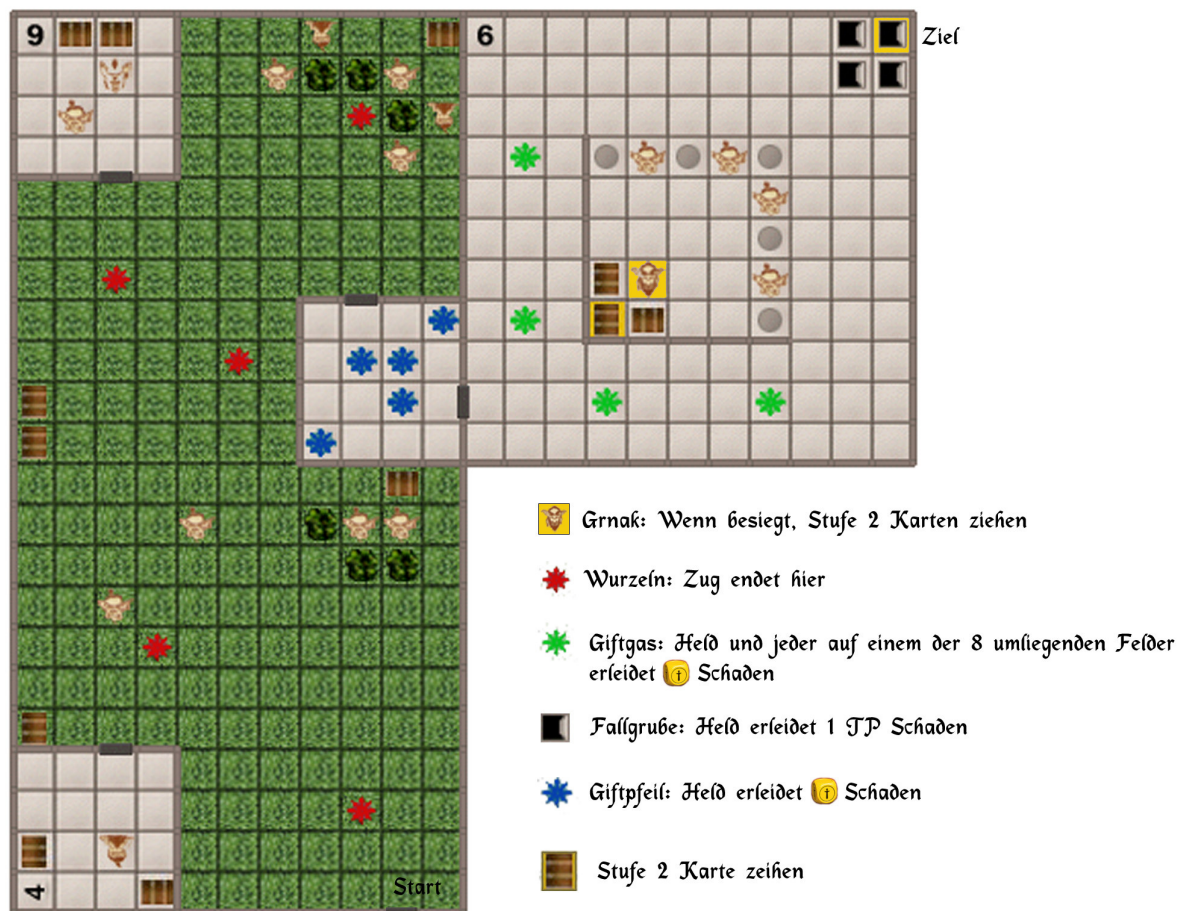 9
6
Ziel
Grnak: Wenn besiegt, Stufe 2 Karten ziehen
Wurzeln: Zug endet hier
Giftgas: Held und jeder auf einem der 8 umliegenden Felder
erleidet Schaden
Fallgrube: Held erleidet 1 TP Schaden
Giftpfeil: Held erleidet Schaden
Stufe 2 Karte zeihen
4
Start